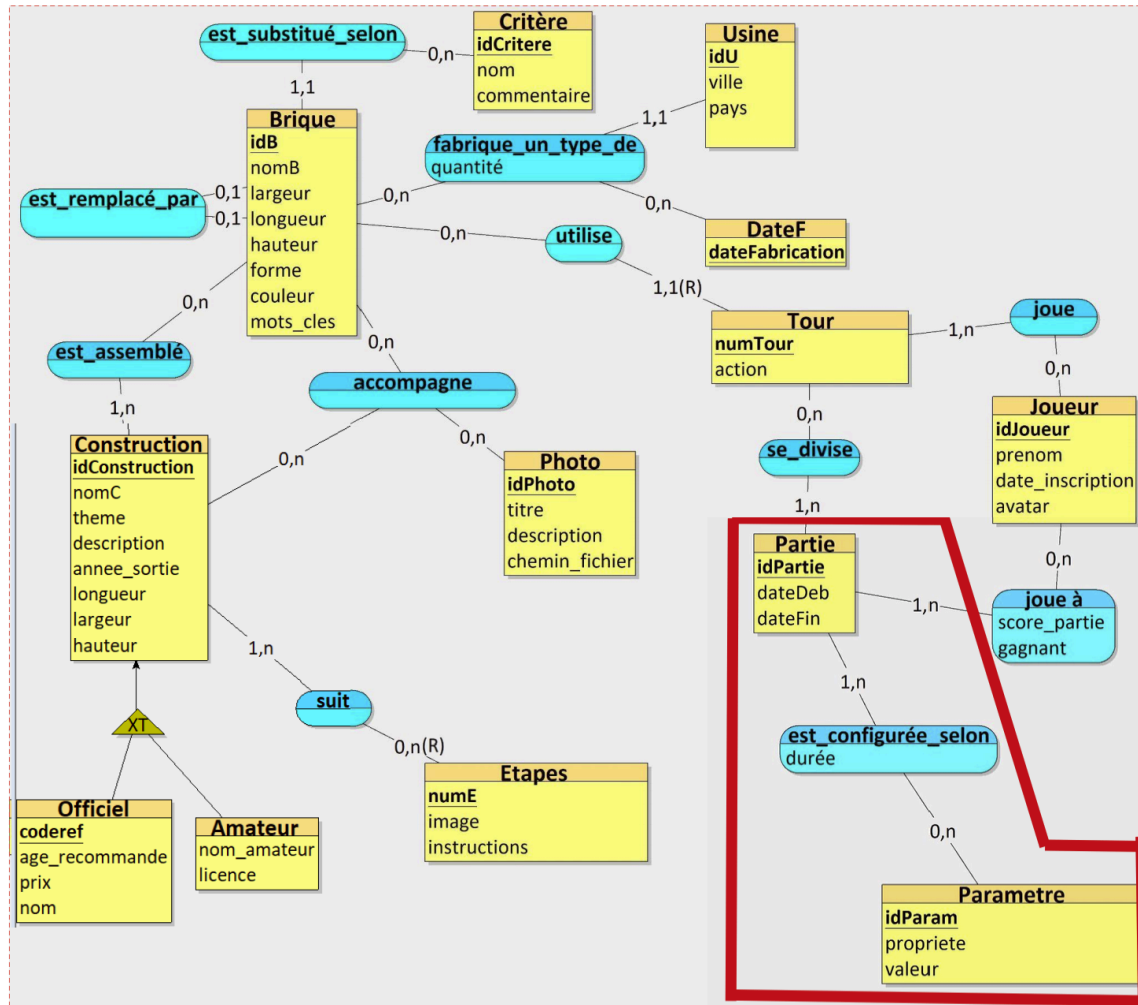 est_substitué_selon
0,n
1,1
Critère
idCritere
nom
commentaire
Usine
idU
ville
pays
1,1
Brique
idB
nomB
largeur
longueur
hauteur
forme
couleur
mots_cles
fabrique_un_type_de
quantité
0,n
0,n
est_remplacé_par
0,1
0,1
DateF
dateFabrication
0,n
utilise
1,1(R)
0,n
est_assemblé
1,n
0,n
accompagne
0,n
0,n
Tour
numTour
action
1,n
joue
0,n
Joueur
idJoueur
prenom
date_inscription
avatar
0,n
se_divise
1,n
Construction
idConstruction
nomC
theme
description
annee_sortie
longueur
largeur
hauteur
Photo
idPhoto
titre
description
chemin_fichier
Partie
idPartie
dateDeb
dateFin
1,n
0,n
joue à
score_partie
gagnant
1,n
suit
0,n(R)
1,n
est_configurée_selon
durée
0,n
XT
Officiel
coderef
age_recommande
prix
nom
Amateur
nom_amateur
licence
Etapes
numE
image
instructions
Parametre
idParam
propriete
valeur